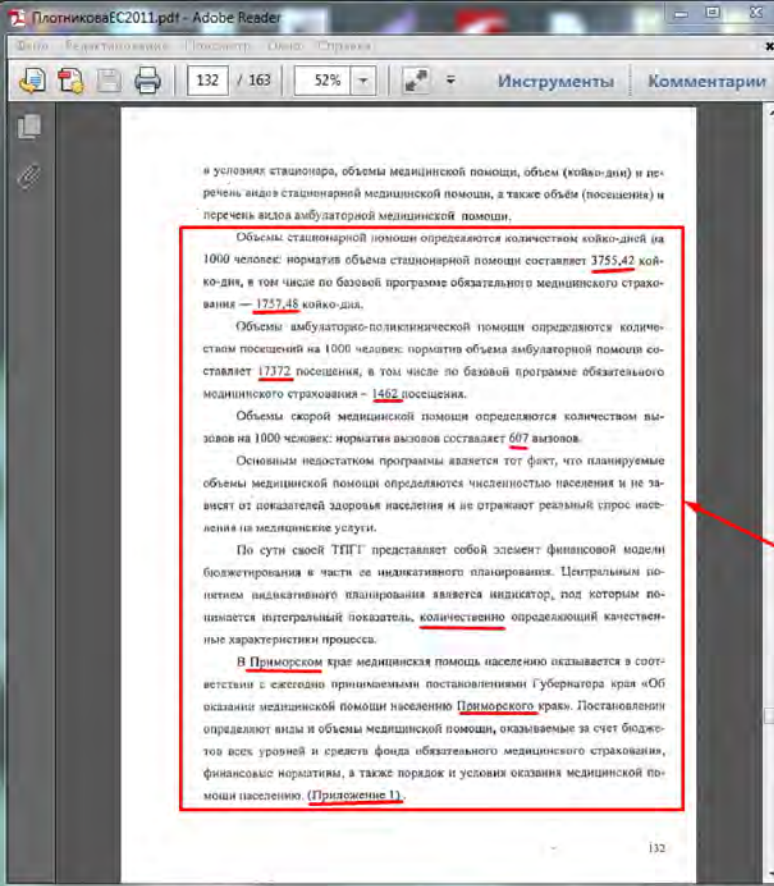 ПлотниковаЕС2011.pdf - Adobe Reader
Файл Редактирование Просмотр Окно Справка
132 / 163 52% Инструменты Комментарии
в условиях стационара, объемы медицинской помощи, объем (койко-дни) и пе-
речень видов стационарной медицинской помощи, а также объём (посещения) и
перечень видов амбулаторной медицинской помощи.
Объемы стационарной помощи определяются количеством койко-дней на
1000 человек: норматив объема стационарной помощи составляет 3755,42 кой-
ко-дня, в том числе по базовой программе обязательного медицинского страхо-
вания — 1757,48 койко-дня.
Объемы амбулаторно-поликлинической помощи определяются количе-
ством посещений на 1000 человек: норматив объема амбулаторной помощи со-
ставляет 17372 посещения, в том числе по базовой программе обязательного
медицинского страхования – 1462 посещения.
Объемы скорой медицинской помощи определяются количеством вы-
зовов на 1000 человек: норматив вызовов составляет 607 вызовов.
Основным недостатком программы является тот факт, что планируемые
объемы медицинской помощи определяются численностью населения и не за-
висят от показателей здоровья населения и не отражают реальный спрос насе-
ления на медицинские услуги.
По сути своей ТПГГ представляет собой элемент финансовой модели
бюджетирования в части ее индикативного планирования. Центральным по-
нятием индикативного планирования является индикатор, под которым по-
нимается интегральный показатель, количественно определяющий качествен-
ные характеристики процесса.
В Приморском крае медицинская помощь населению оказывается в соот-
ветствии с ежегодно принимаемыми постановлениями Губернатора края «Об
оказании медицинской помощи населению Приморского края». Постановления
определяют виды и объемы медицинской помощи, оказываемые за счет бюдже-
тов всех уровней и средств фонда обязательного медицинского страхования,
финансовые нормативы, а также порядок и условия оказания медицинской по-
мощи населению. (Приложение 1).
132